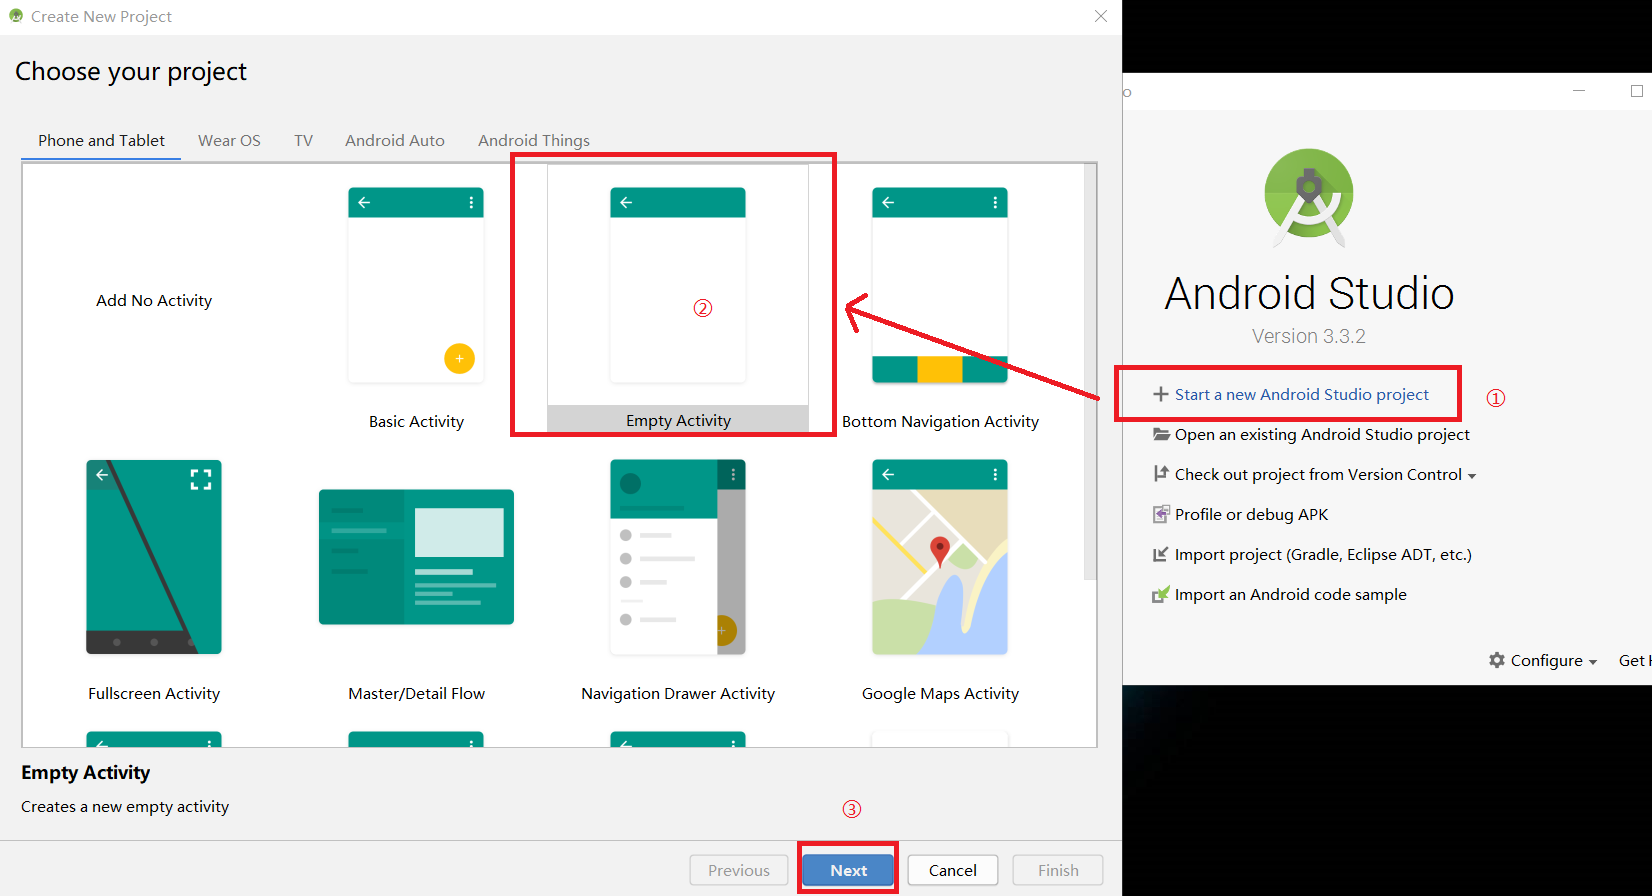 Create New Project
Choose your project
Phone and Tablet
Wear OS
TV
Android Auto
Android Things
Add No Activity
Basic Activity
②
Empty Activity
Bottom Navigation Activity
Fullscreen Activity
Master/Detail Flow
Navigation Drawer Activity
Google Maps Activity
Empty Activity
Creates a new empty activity
③
Previous
Next
Cancel
Finish
o
Android Studio
Version 3.3.2
Start a new Android Studio project
①
Open an existing Android Studio project
Check out project from Version Control
Profile or debug APK
Import project (Gradle, Eclipse ADT, etc.)
Import an Android code sample
Configure
Get